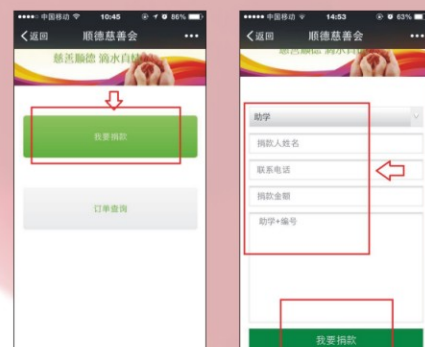 中国移动 10:45 86%
返回 顺德慈善会 •••
慈善顺德 滴水自
我要捐款
订单查询
中国移动 14:53 63%
返回 顺德慈善会 •••
助学
捐款人姓名
联系电话
捐款金额
助学+编号
我要捐款